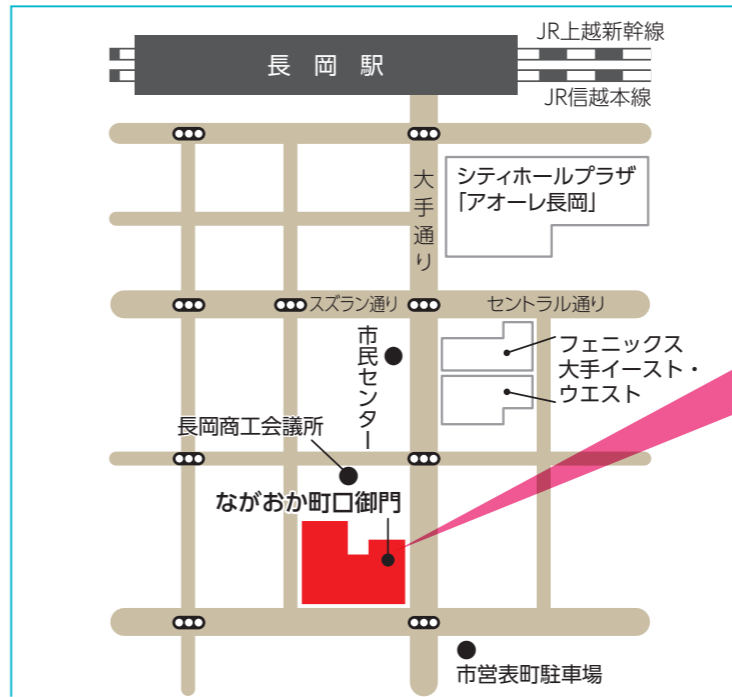 JR上越新幹線
長岡駅
JR信越本線
大手通り
シティホールプラザ
「アオーレ長岡」
スズラン通り
セントラル通り
市民センター
フェニックス
大手イースト・
ウエスト
長岡商工会議所
ながおか町口御門
市営表町駐車場